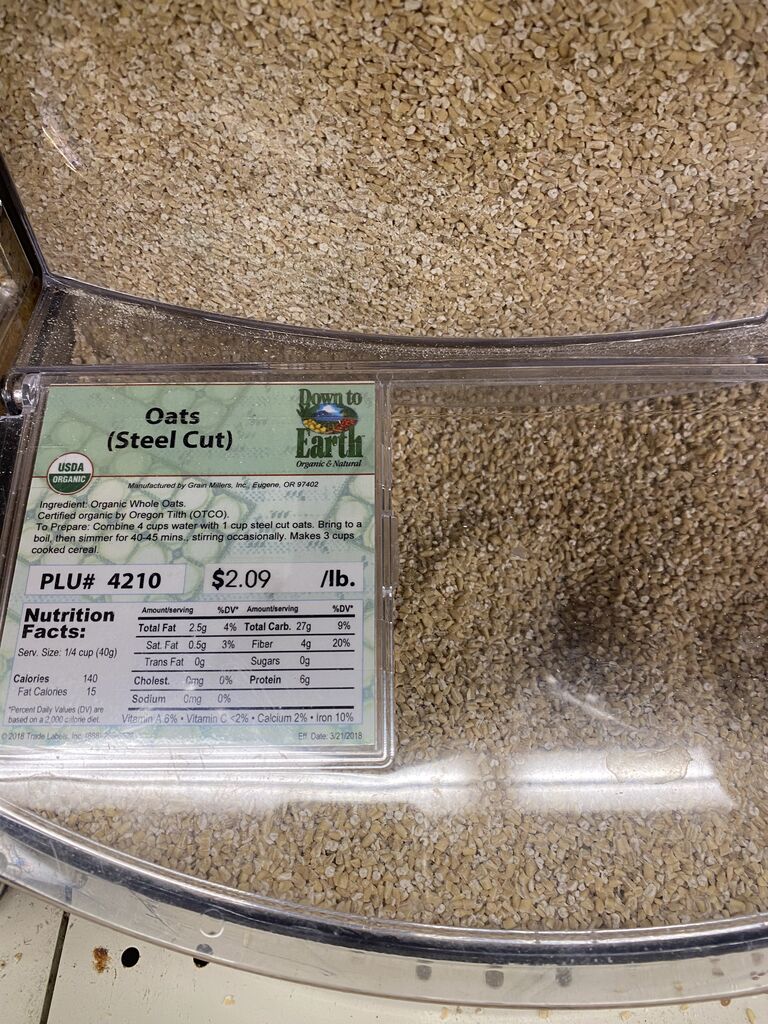 Down to
Earth
Organic & Natural
Oats
(Steel Cut)
USDA
ORGANIC
Manufactured by Grain Millers, Inc., Eugene, OR 97402
Ingredient: Organic Whole Oats.
Certified organic by Oregon Tilth (OTCO).
To Prepare: Combine 4 cups water with 1 cup steel cut oats. Bring to a
boil, then simmer for 40-45 mins., stirring occasionally. Makes 3 cups
cooked cereal.
PLU# 4210 $2.09 /lb.
Nutrition
Facts:
Serv. Size: 1/4 cup (40g)
Calories 140
Fat Calories 15
*Percent Daily Values (DV) are
based on a 2,000 calorie diet.
Amount/serving %DV* Amount/serving %DV*
Total Fat 2.5g 4% Total Carb. 27g 9%
Sat. Fat 0.5g 3% Fiber 4g 20%
Trans Fat 0g Sugars 0g
Cholest. 0mg 0% Protein 6g
Sodium 0mg 0%
Vitamin A 6% • Vitamin C <2% • Calcium 2% • Iron 10%
© 2018 Trade Labels, Inc. Eff. Date: 3/21/2018